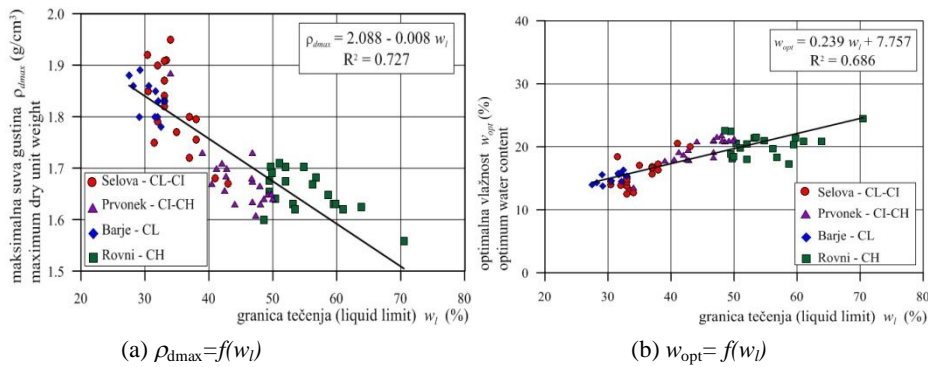 maksimalna suva gustina ρdmax (g/cm³)
maximum dry unit weight
1.9
1.8
1.7
1.6
1.5
20 30 40 50 60 70 80
granica tečenja (liquid limit) wl (%)
ρdmax = 2.088 - 0.008 wl
R² = 0.727
Selova - CL-CI
Prvonek - CI-CH
Barje - CL
Rovni - CH
(a) ρdmax=f(wl)
optimalna vlažnost wopt (%)
optimum water content
40
30
20
10
0
20 30 40 50 60 70 80
granica tečenja (liquid limit) wl (%)
wopt = 0.239 wl + 7.757
R² = 0.686
Selova - CL-CI
Prvonek - CI-CH
Barje - CL
Rovni - CH
(b) wopt= f(wl)